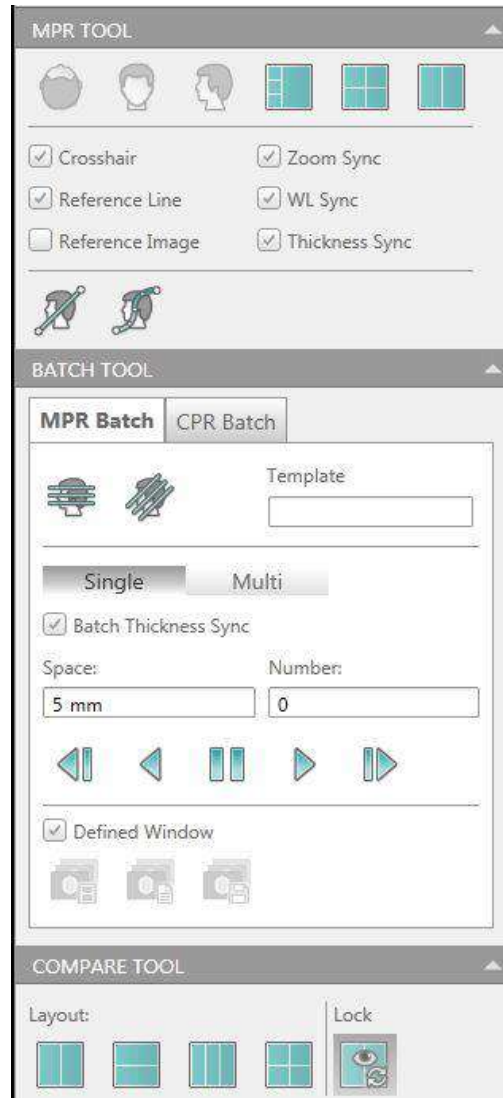 MPR TOOL
Crosshair
Zoom Sync
Reference Line
WL Sync
Reference Image
Thickness Sync
BATCH TOOL
MPR Batch
CPR Batch
Template
Single
Multi
Batch Thickness Sync
Space:
Number:
5 mm
0
Defined Window
COMPARE TOOL
Layout:
Lock